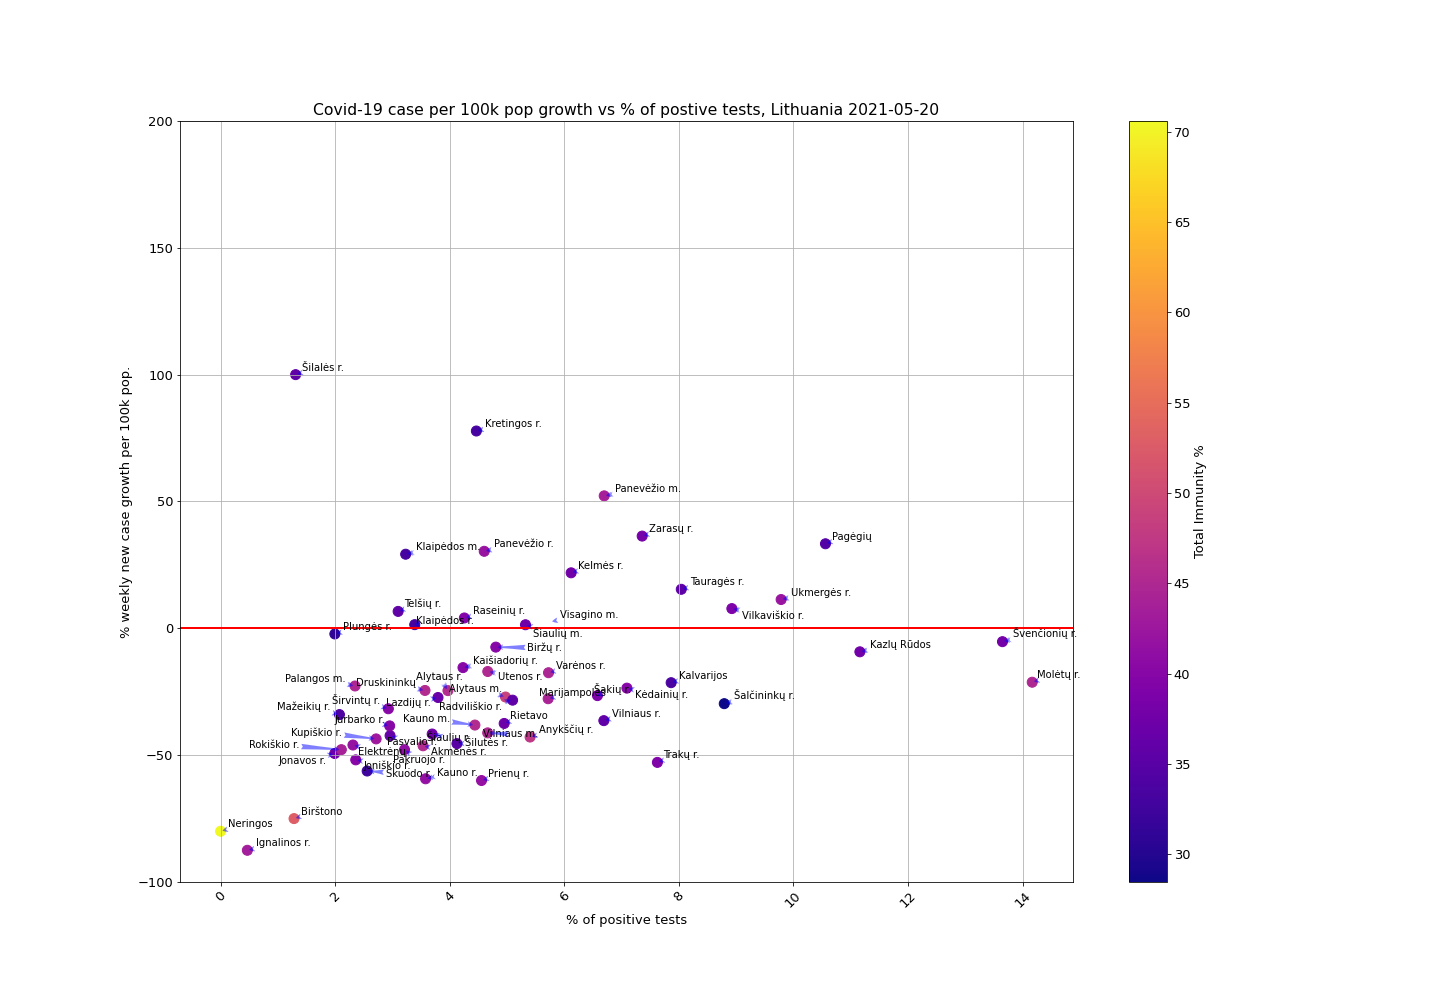 Covid-19 case per 100k pop growth vs % of postive tests, Lithuania 2021-05-20
200
150
100
50
0
−50
−100
% weekly new case growth per 100k pop.
Šilalės r.
Kretingos r.
Panevėžio m.
Zarasų r.
Pagėgių
Klaipėdos m.
Panevėžio r.
Kelmės r.
Tauragės r.
Ukmergės r.
Telšių r.
Raseinių r.
Visagino m.
Vilkaviškio r.
Klaipėdos r.
Plungės r.
Šiaulių m.
Švenčionių r.
Biržų r.
Kazlų Rūdos
Kaišiadorių r.
Varėnos r.
Molėtų r.
Alytaus r.
Utenos r.
Kalvarijos
Palangos m.
Druskininkų
Alytaus m.
Šakių r.
Marijampolės
Kėdainių r.
Šalčininkų r.
Širvintų r.
Lazdijų r.
Mažeikių r.
Radviliškio r.
Rietavo
Vilniaus r.
Jurbarko r.
Kauno m.
Anykščių r.
Kupiškio r.
Vilniaus m.
Šiaulių r.
Pasvalio r.
Šilutės r.
Rokiškio r.
Elektrėnų
Akmenės r.
Trakų r.
Jonavos r.
Pakruojo r.
Joniškio r.
Skuodo r.
Kauno r.
Prienų r.
Birštono
Neringos
Ignalinos r.
0
2
4
6
8
10
12
14
% of positive tests
70
65
60
55
50
45
40
35
30
Total Immunity %